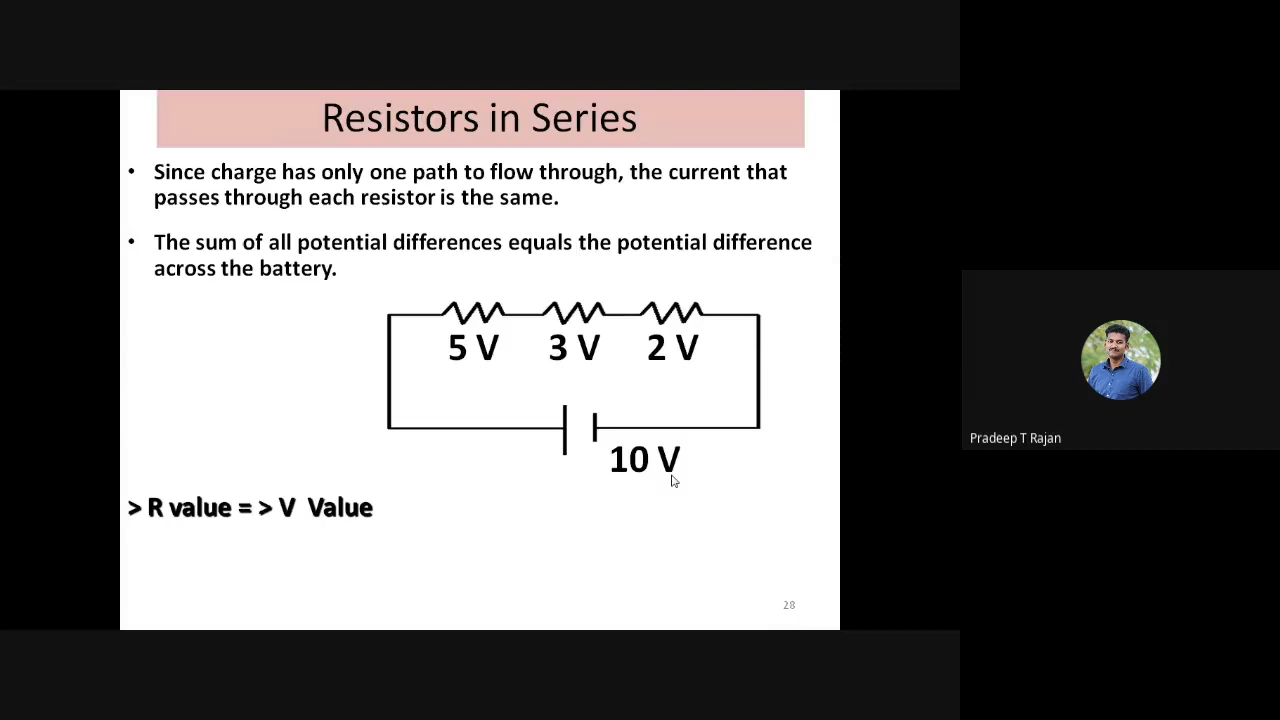 Resistors in Series
• Since charge has only one path to flow through, the current that
passes through each resistor is the same.
• The sum of all potential differences equals the potential difference
across the battery.
5 V 3 V 2 V
10 V
> R value = > V  Value
28
Pradeep T Rajan